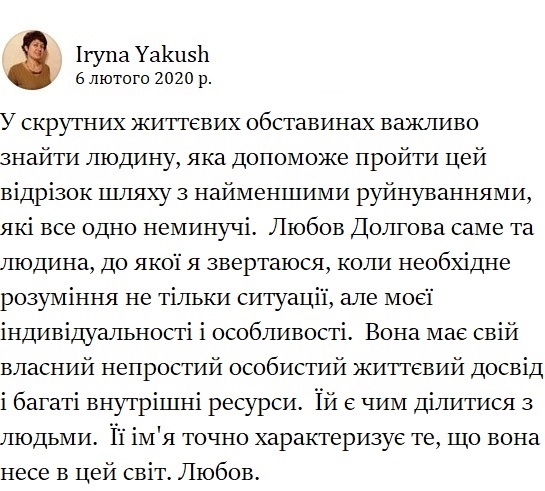 Iryna Yakush
6 лютого 2020 р.
У скрутних життєвих обставинах важливо
знайти людину, яка допоможе пройти цей
відрізок шляху з найменшими руйнуваннями,
які все одно неминучі.  Любов Долгова саме та
людина, до якої я звертаюся, коли необхідне
розуміння не тільки ситуації, але моєї
індивідуальності і особливості.  Вона має свій
власний непростий особистий життєвий досвід
і багаті внутрішні ресурси.  Їй є чим ділитися з
людьми.  Її ім'я точно характеризує те, що вона
несе в цей світ. Любов.